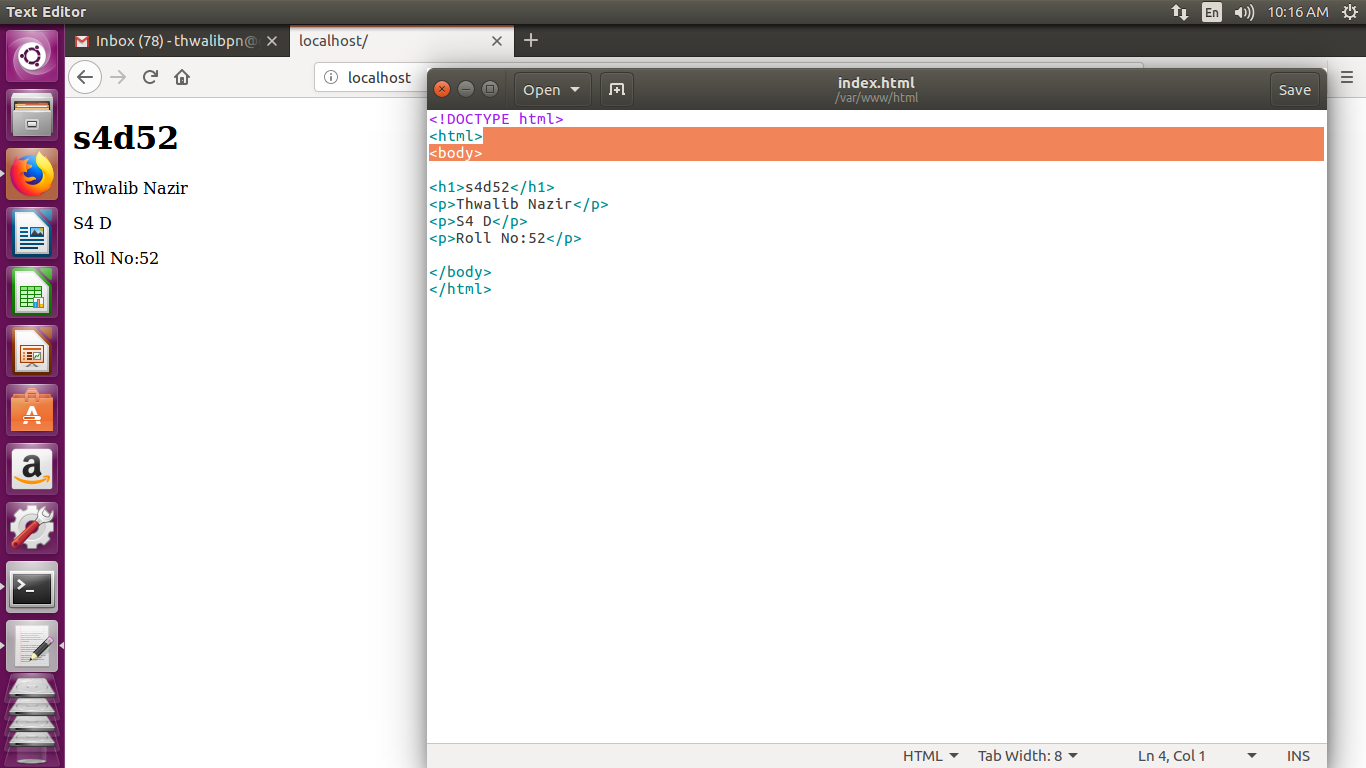 Text Editor
En
10:16 AM
Inbox (78) - thwalibpn@
localhost/
localhost
Open
index.html
/var/www/html
Save
s4d52
Thwalib Nazir
S4 D
Roll No:52
<!DOCTYPE html>
<html>
<body>
<h1>s4d52</h1>
<p>Thwalib Nazir</p>
<p>S4 D</p>
<p>Roll No:52</p>
</body>
</html>
HTML
Tab Width: 8
Ln 4, Col 1
INS